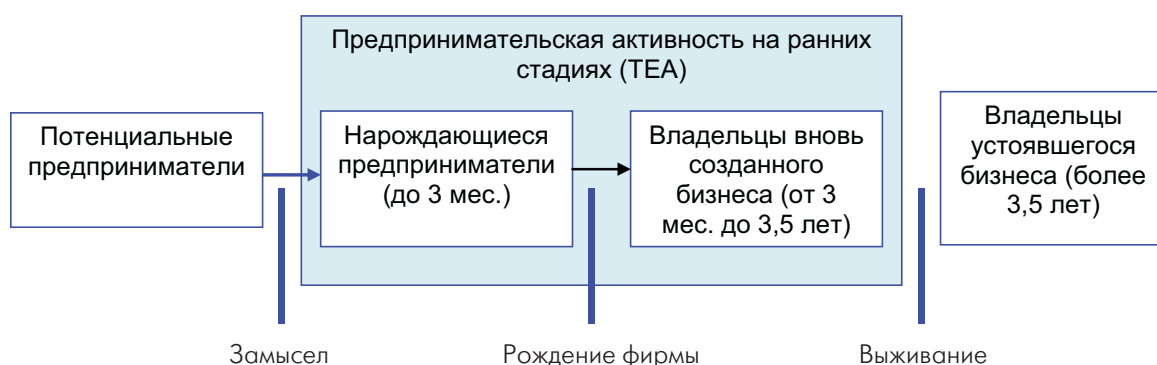 Предпринимательская активность на ранних
стадиях (TEA)
Потенциальные
предприниматели
Нарождающиеся
предприниматели
(до 3 мес.)
Владельцы вновь
созданного
бизнеса (от 3
мес. до 3,5 лет)
Владельцы
устоявшегося
бизнеса (более
3,5 лет)
Замысел
Рождение фирмы
Выживание